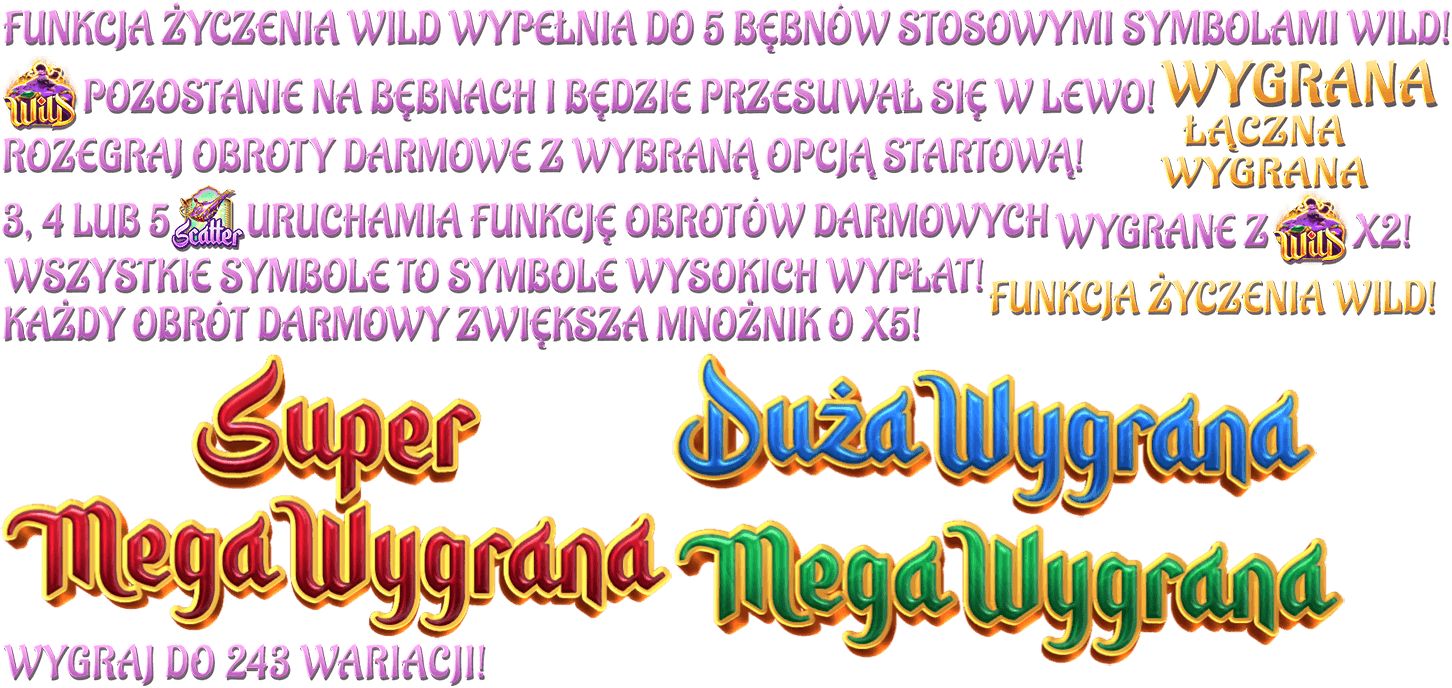 FUNKCJA ŻYCZENIA WILD WYPEŁNIA DO 5 BĘBNÓW STOSOWYMI SYMBOLAMI WILD!
Wild POZOSTANIE NA BĘBNACH I BĘDZIE PRZESUWAŁ SIĘ W LEWO!
WYGRANA
ŁĄCZNA
WYGRANA
ROZEGRAJ OBROTY DARMOWE Z WYBRANĄ OPCJĄ STARTOWĄ!
3, 4 LUB 5 Scatter URUCHAMIA FUNKCJĘ OBROTÓW DARMOWYCH
WYGRANE Z Wild X2!
WSZYSTKIE SYMBOLE TO SYMBOLE WYSOKICH WYPŁAT!
FUNKCJA ŻYCZENIA WILD!
KAŻDY OBRÓT DARMOWY ZWIĘKSZA MNOŻNIK O X5!
Super
Mega Wygrana
Duża Wygrana
Mega Wygrana
WYGRAJ DO 243 WARIACJI!